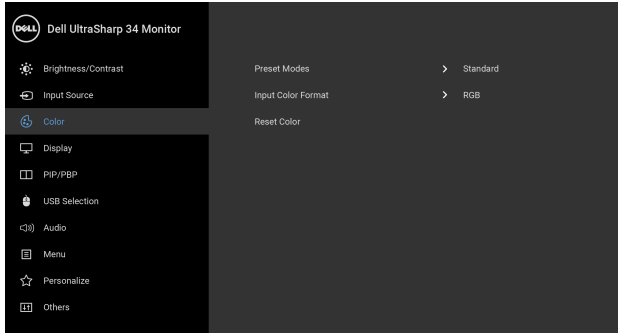 DELL Dell UltraSharp 34 Monitor
Brightness/Contrast
Preset Modes Standard
Input Source
Input Color Format RGB
Color
Reset Color
Display
PIP/PBP
USB Selection
Audio
Menu
Personalize
Others